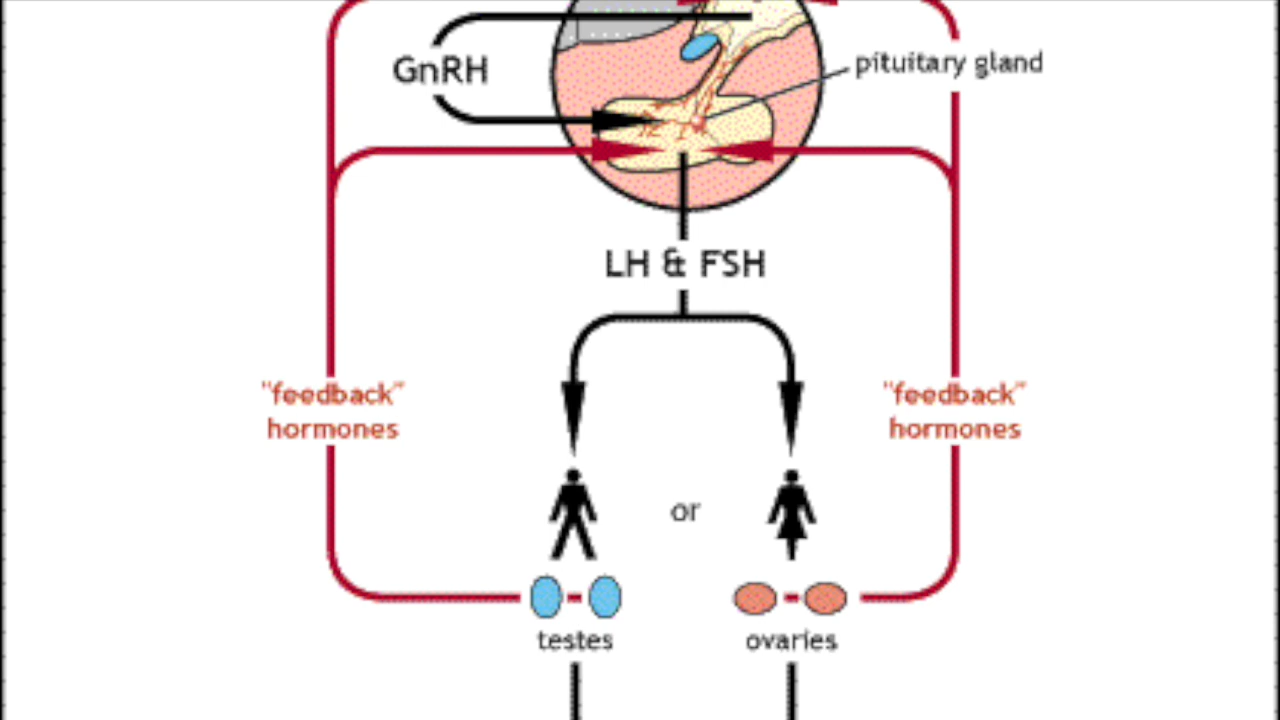 GnRH
pituitary gland
LH & FSH
"feedback"
hormones
"feedback"
hormones
or
testes
ovaries